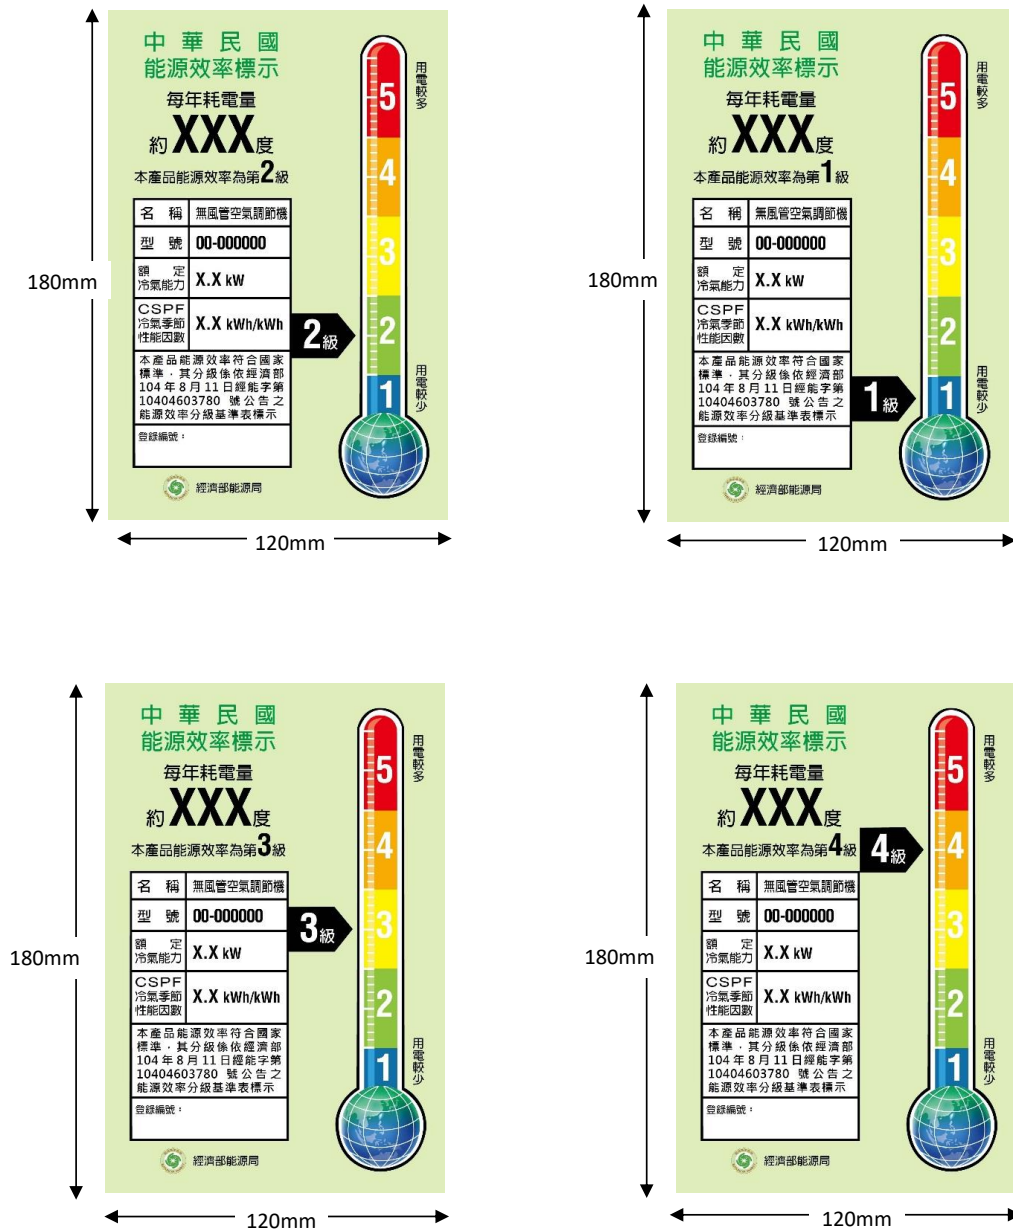 中華民國
能源效率標示
每年耗電量
約XXX度
本產品能源效率為第2級
名稱 無風管空氣調節機
型號 00-000000
額定
冷氣能力 X.X kW
CSPF
冷氣季節
性能因數 X.X kWh/kWh
本產品能源效率符合國家
標準，其分級係依經濟部
104年8月11日經能字第
10404603780 號公告之
能源效率分級基準表標示
登錄編號：
經濟部能源局
2級
用電較多
5
4
3
2
1
用電較少
180mm
120mm
中華民國
能源效率標示
每年耗電量
約XXX度
本產品能源效率為第1級
名稱 無風管空氣調節機
型號 00-000000
額定
冷氣能力 X.X kW
CSPF
冷氣季節
性能因數 X.X kWh/kWh
本產品能源效率符合國家
標準，其分級係依經濟部
104年8月11日經能字第
10404603780 號公告之
能源效率分級基準表標示
登錄編號：
經濟部能源局
1級
用電較多
5
4
3
2
1
用電較少
180mm
120mm
中華民國
能源效率標示
每年耗電量
約XXX度
本產品能源效率為第3級
名稱 無風管空氣調節機
型號 00-000000
額定
冷氣能力 X.X kW
CSPF
冷氣季節
性能因數 X.X kWh/kWh
本產品能源效率符合國家
標準，其分級係依經濟部
104年8月11日經能字第
10404603780 號公告之
能源效率分級基準表標示
登錄編號：
經濟部能源局
3級
用電較多
5
4
3
2
1
用電較少
180mm
120mm
中華民國
能源效率標示
每年耗電量
約XXX度
本產品能源效率為第4級
名稱 無風管空氣調節機
型號 00-000000
額定
冷氣能力 X.X kW
CSPF
冷氣季節
性能因數 X.X kWh/kWh
本產品能源效率符合國家
標準，其分級係依經濟部
104年8月11日經能字第
10404603780 號公告之
能源效率分級基準表標示
登錄編號：
經濟部能源局
4級
用電較多
5
4
3
2
1
用電較少
180mm
120mm